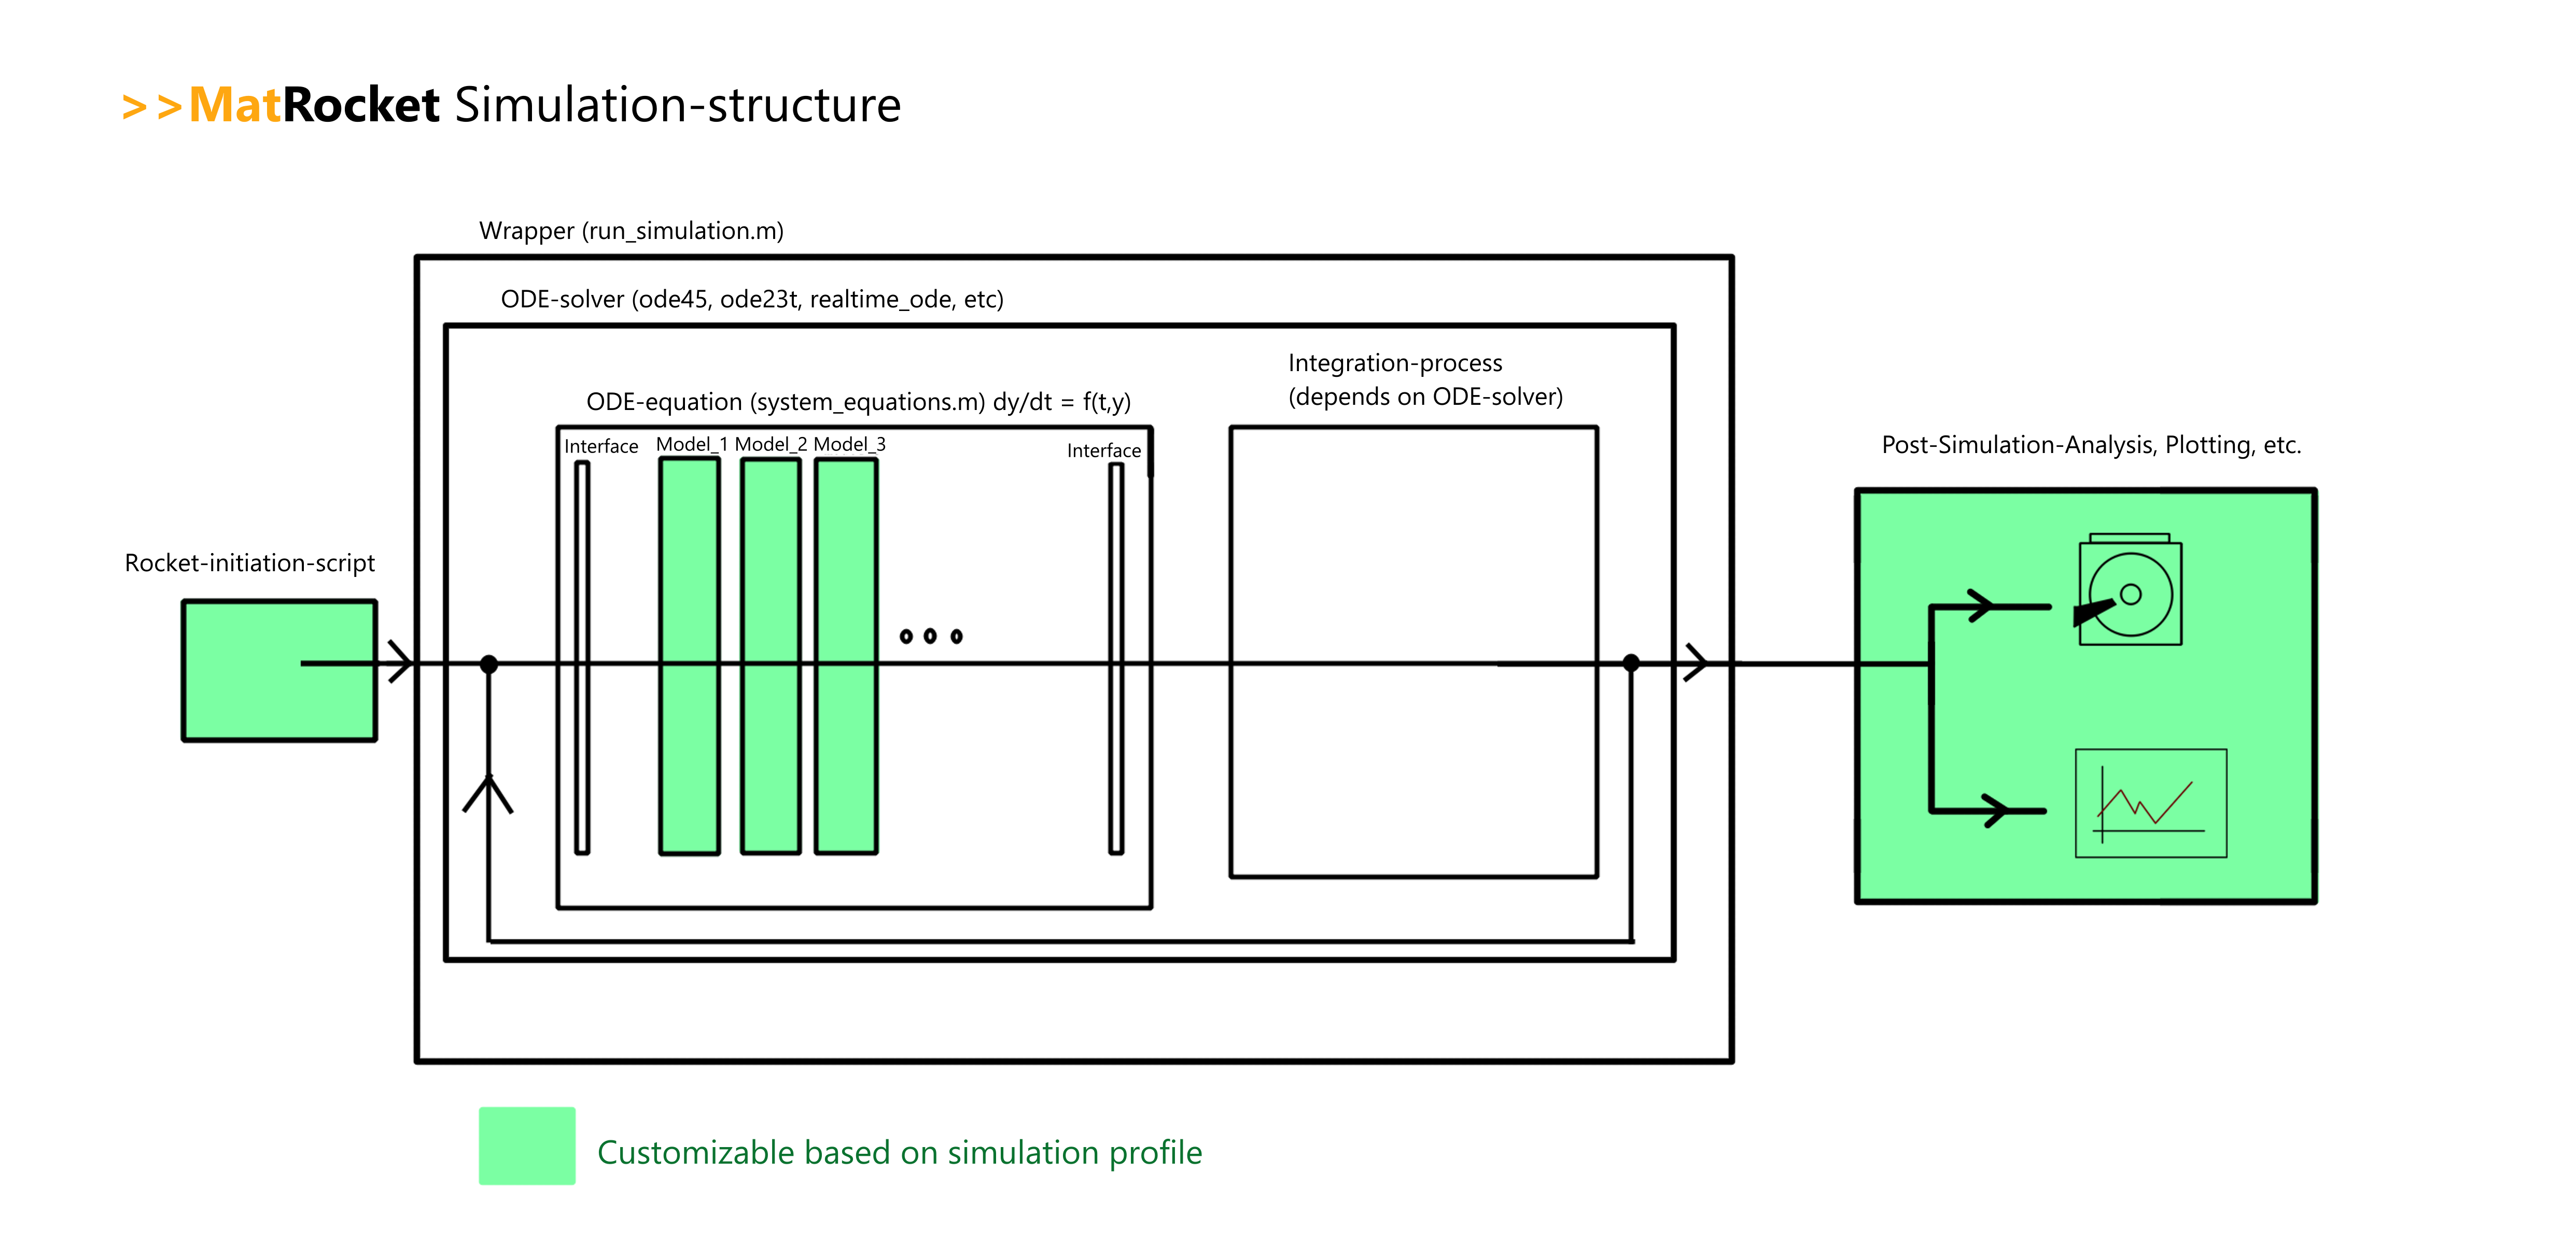 >>MatRocket Simulation-structure
Wrapper (run_simulation.m)
ODE-solver (ode45, ode23t, realtime_ode, etc)
Integration-process
(depends on ODE-solver)
ODE-equation (system_equations.m) dy/dt = f(t,y)
Interface
Model_1
Model_2
Model_3
Interface
Post-Simulation-Analysis, Plotting, etc.
Rocket-initiation-script
Customizable based on simulation profile